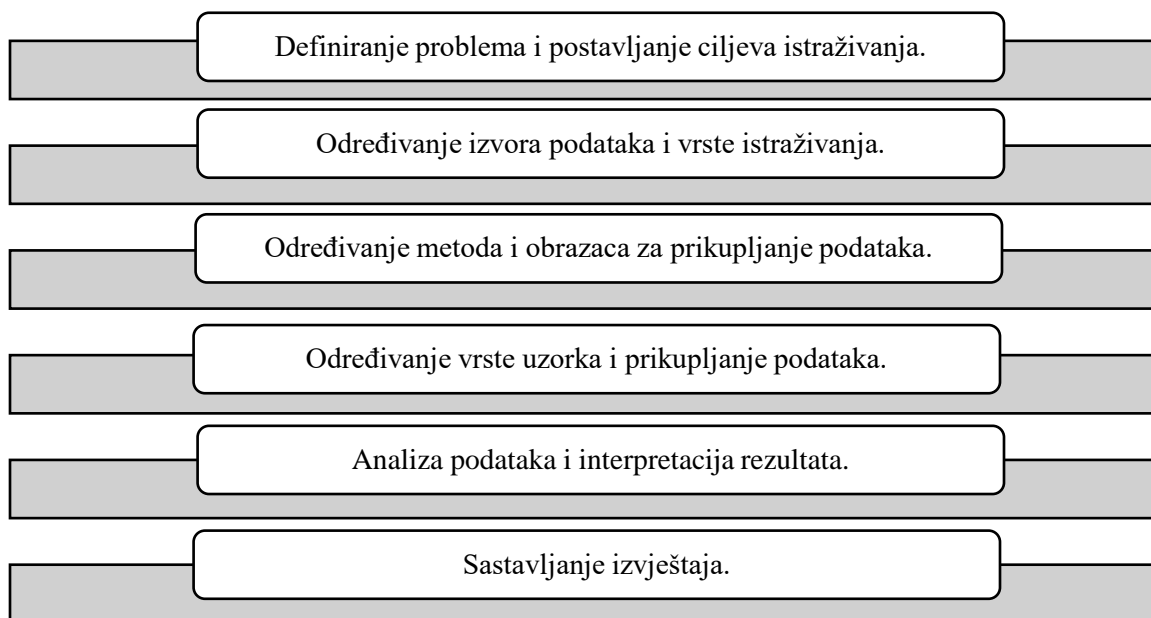 Definiranje problema i postavljanje ciljeva istraživanja.
Određivanje izvora podataka i vrste istraživanja.
Određivanje metoda i obrazaca za prikupljanje podataka.
Određivanje vrste uzorka i prikupljanje podataka.
Analiza podataka i interpretacija rezultata.
Sastavljanje izvještaja.